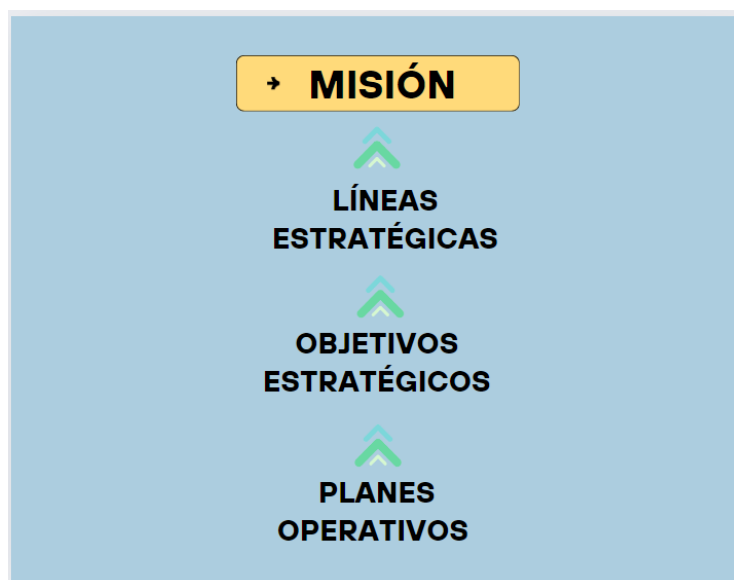 MISIÓN
LÍNEAS
ESTRATÉGICAS
OBJETIVOS
ESTRATÉGICOS
PLANES
OPERATIVOS